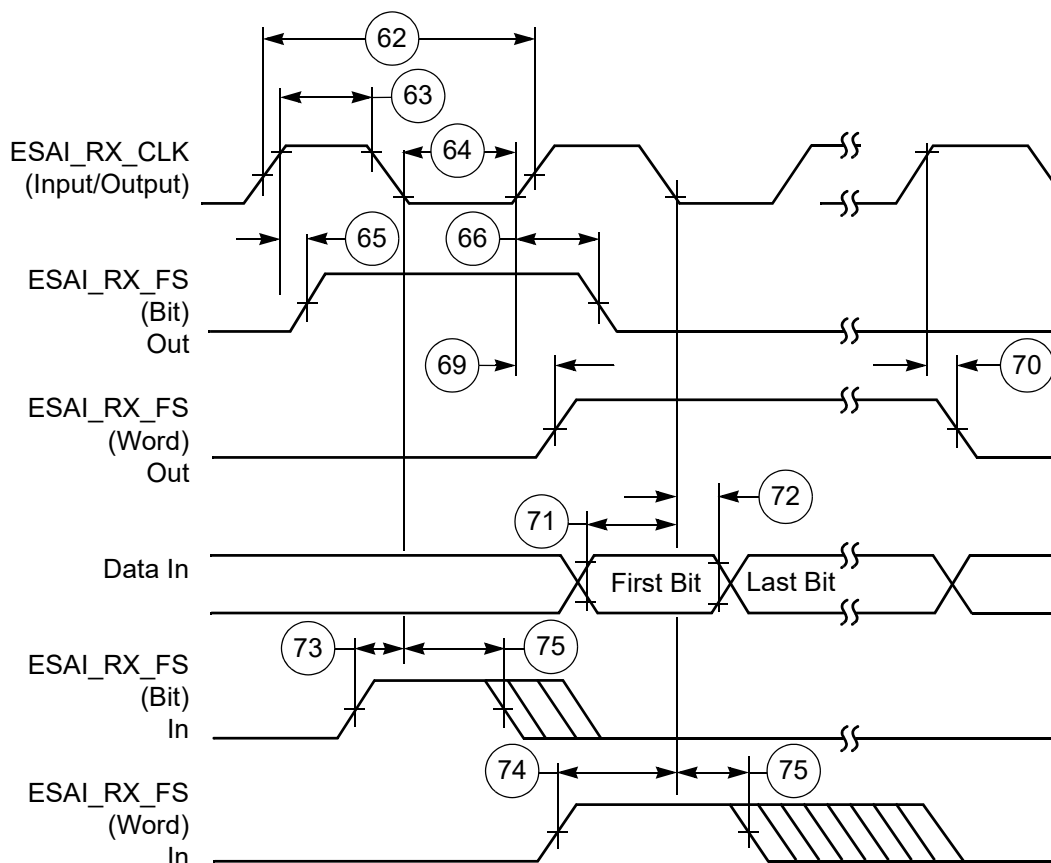 62
63
ESAI_RX_CLK
(Input/Output)
64
65
66
ESAI_RX_FS
(Bit)
Out
69
70
ESAI_RX_FS
(Word)
Out
71
72
Data In
First Bit
Last Bit
73
75
ESAI_RX_FS
(Bit)
In
74
75
ESAI_RX_FS
(Word)
In